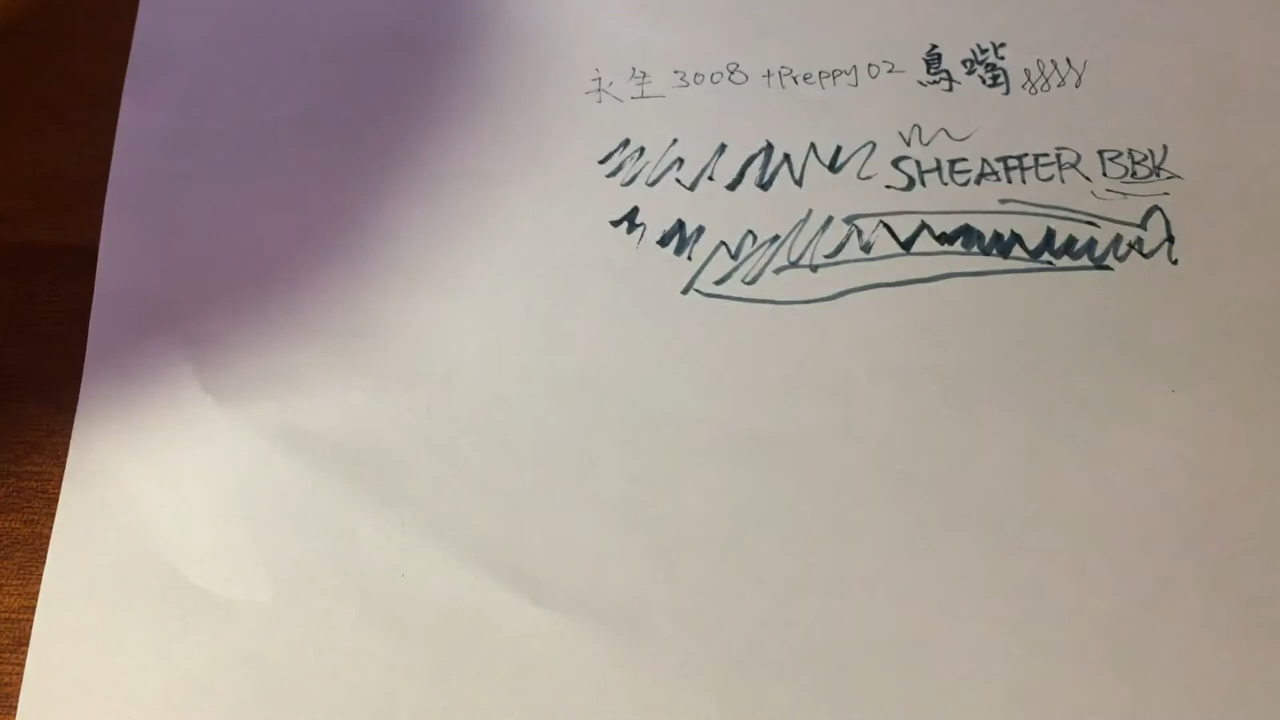 永生 3008 +Preppy 02 鳥嘴
SHEAFFER BBK